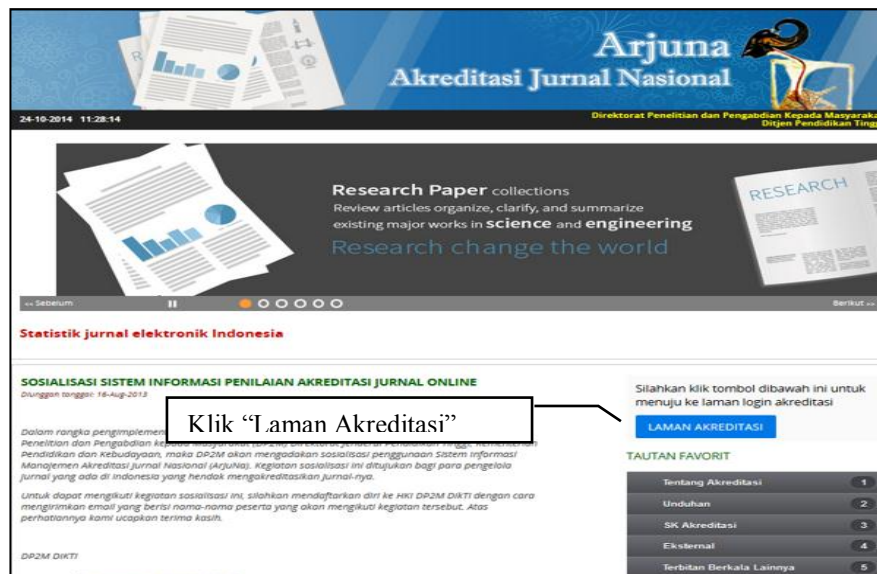 Arjuna
Akreditasi Jurnal Nasional
24-10-2014 11:28:14
Direktorat Penelitian dan Pengabdian Kepada Masyaraka
Ditjen Pendidikan Ting
Research Paper collections
Review articles organize, clarify, and summarize
existing major works in science and engineering
Research change the world
RESEARCH
«« Sebelum
Berikut »»
Statistik jurnal elektronik Indonesia
SOSIALISASI SISTEM INFORMASI PENILAIAN AKREDITASI JURNAL ONLINE
Diunggah tanggal: 16-Aug-2013
Klik “Laman Akreditasi”
Dalam rangka pengimplemen
Penelitian dan Pengabdian kepada Masyarakat (DP2M) Direktorat Jenderal Pendidikan Tinggi, Kementerian
Pendidikan dan Kebudayaan, maka DP2M akan mengadakan sosialisasi penggunaan Sistem Informasi
Manajemen Akreditasi Jurnal Nasional (ArJuNa). Kegiatan sosialisasi ini ditujukan bagi para pengelola
jurnal yang ada di Indonesia yang hendak mengakreditasikan jurnal-nya.
Untuk dapat mengikuti kegiatan sosialisasi ini, silahkan mendaftarkan diri ke HKI DP2M DIKTI dengan cara
mengirimkan email yang berisi nama-nama peserta yang akan mengikuti kegiatan tersebut. Atas
perhatiannya kami ucapkan terima kasih.
DP2M DIKTI
Silahkan klik tombol dibawah ini untuk
menuju ke laman login akreditasi
LAMAN AKREDITASI
TAUTAN FAVORIT
Tentang Akreditasi 1
Unduhan 2
SK Akreditasi 3
Eksternal 4
Terbitan Berkala Lainnya 5